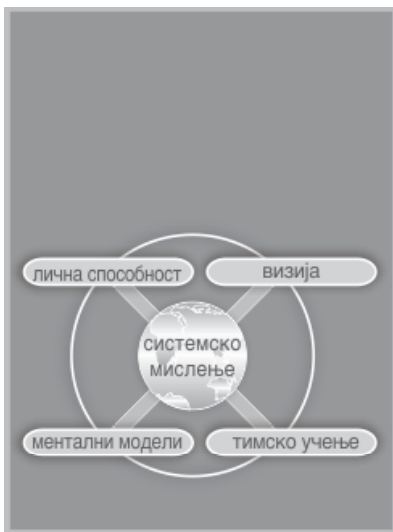 лична способност
визија
системско
мислење
ментални модели
тимско учење